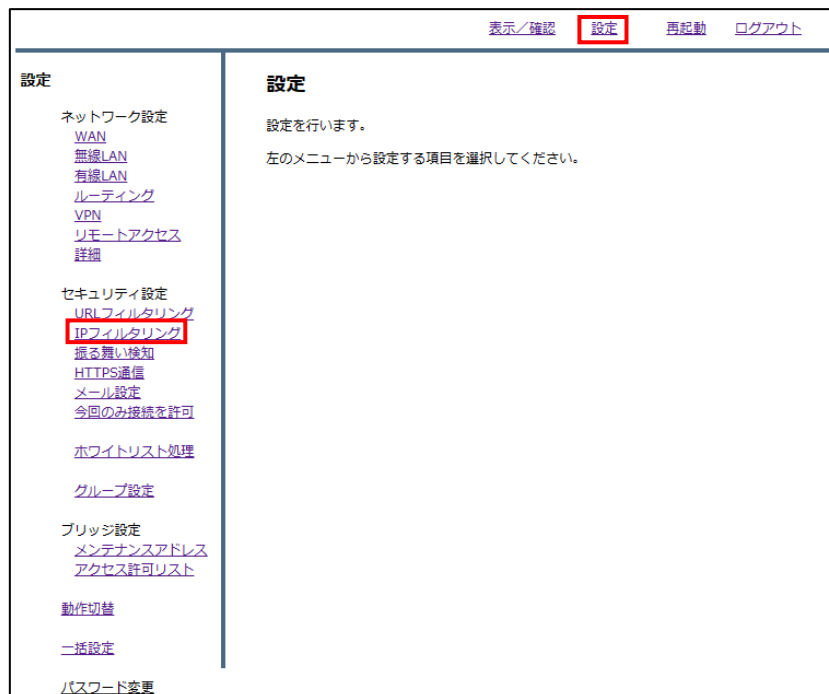 表示／確認 設定 再起動 ログアウト
設定
ネットワーク設定
WAN
無線LAN
有線LAN
ルーティング
VPN
リモートアクセス
詳細
セキュリティ設定
URLフィルタリング
IPフィルタリング
振る舞い検知
HTTPS通信
メール設定
今回のみ接続を許可
ホワイトリスト処理
グループ設定
ブリッジ設定
メンテナンスアドレス
アクセス許可リスト
動作切替
一括設定
パスワード変更
設定
設定を行います。
左のメニューから設定する項目を選択してください。